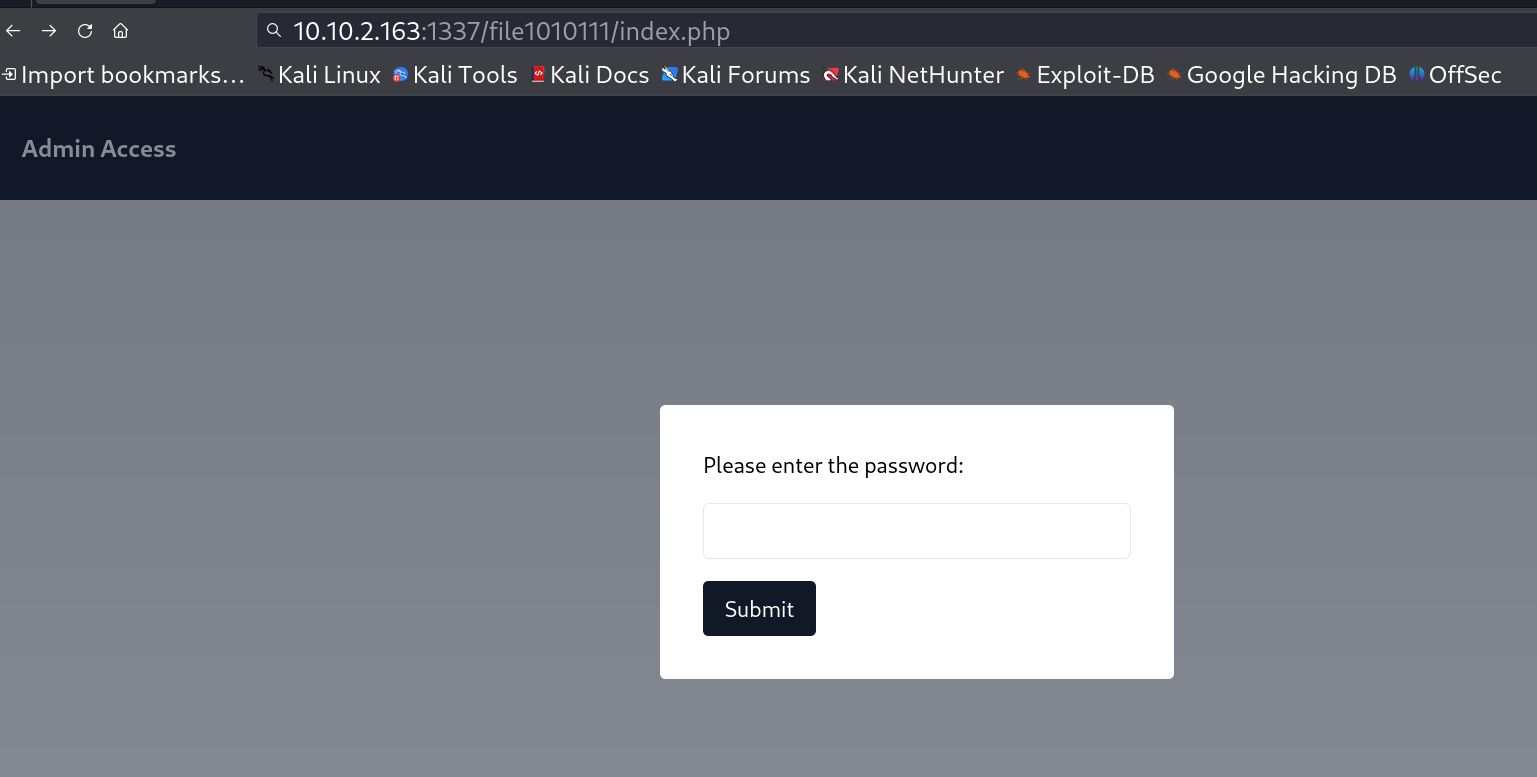 10.10.2.163:1337/file1010111/index.php
Import bookmarks... Kali Linux Kali Tools Kali Docs Kali Forums Kali NetHunter Exploit-DB Google Hacking DB OffSec
Admin Access
Please enter the password:
Submit